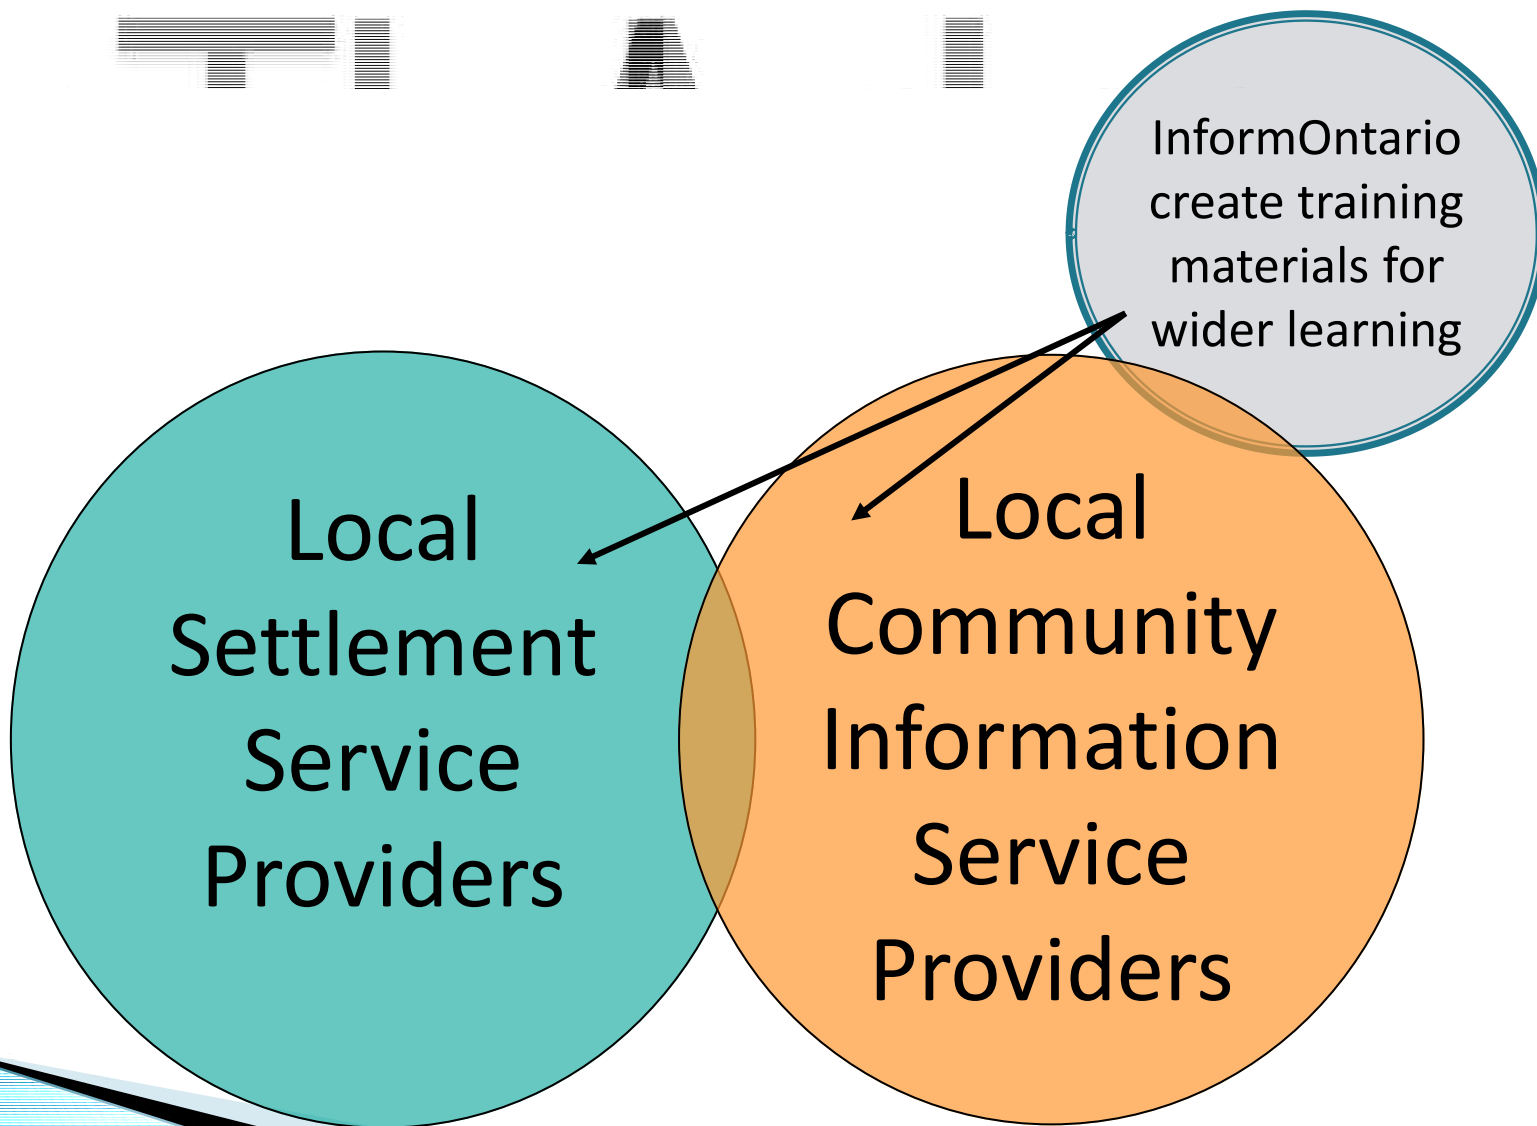 InformOntario
create training
materials for
wider learning
Local
Settlement
Service
Providers
Local
Community
Information
Service
Providers